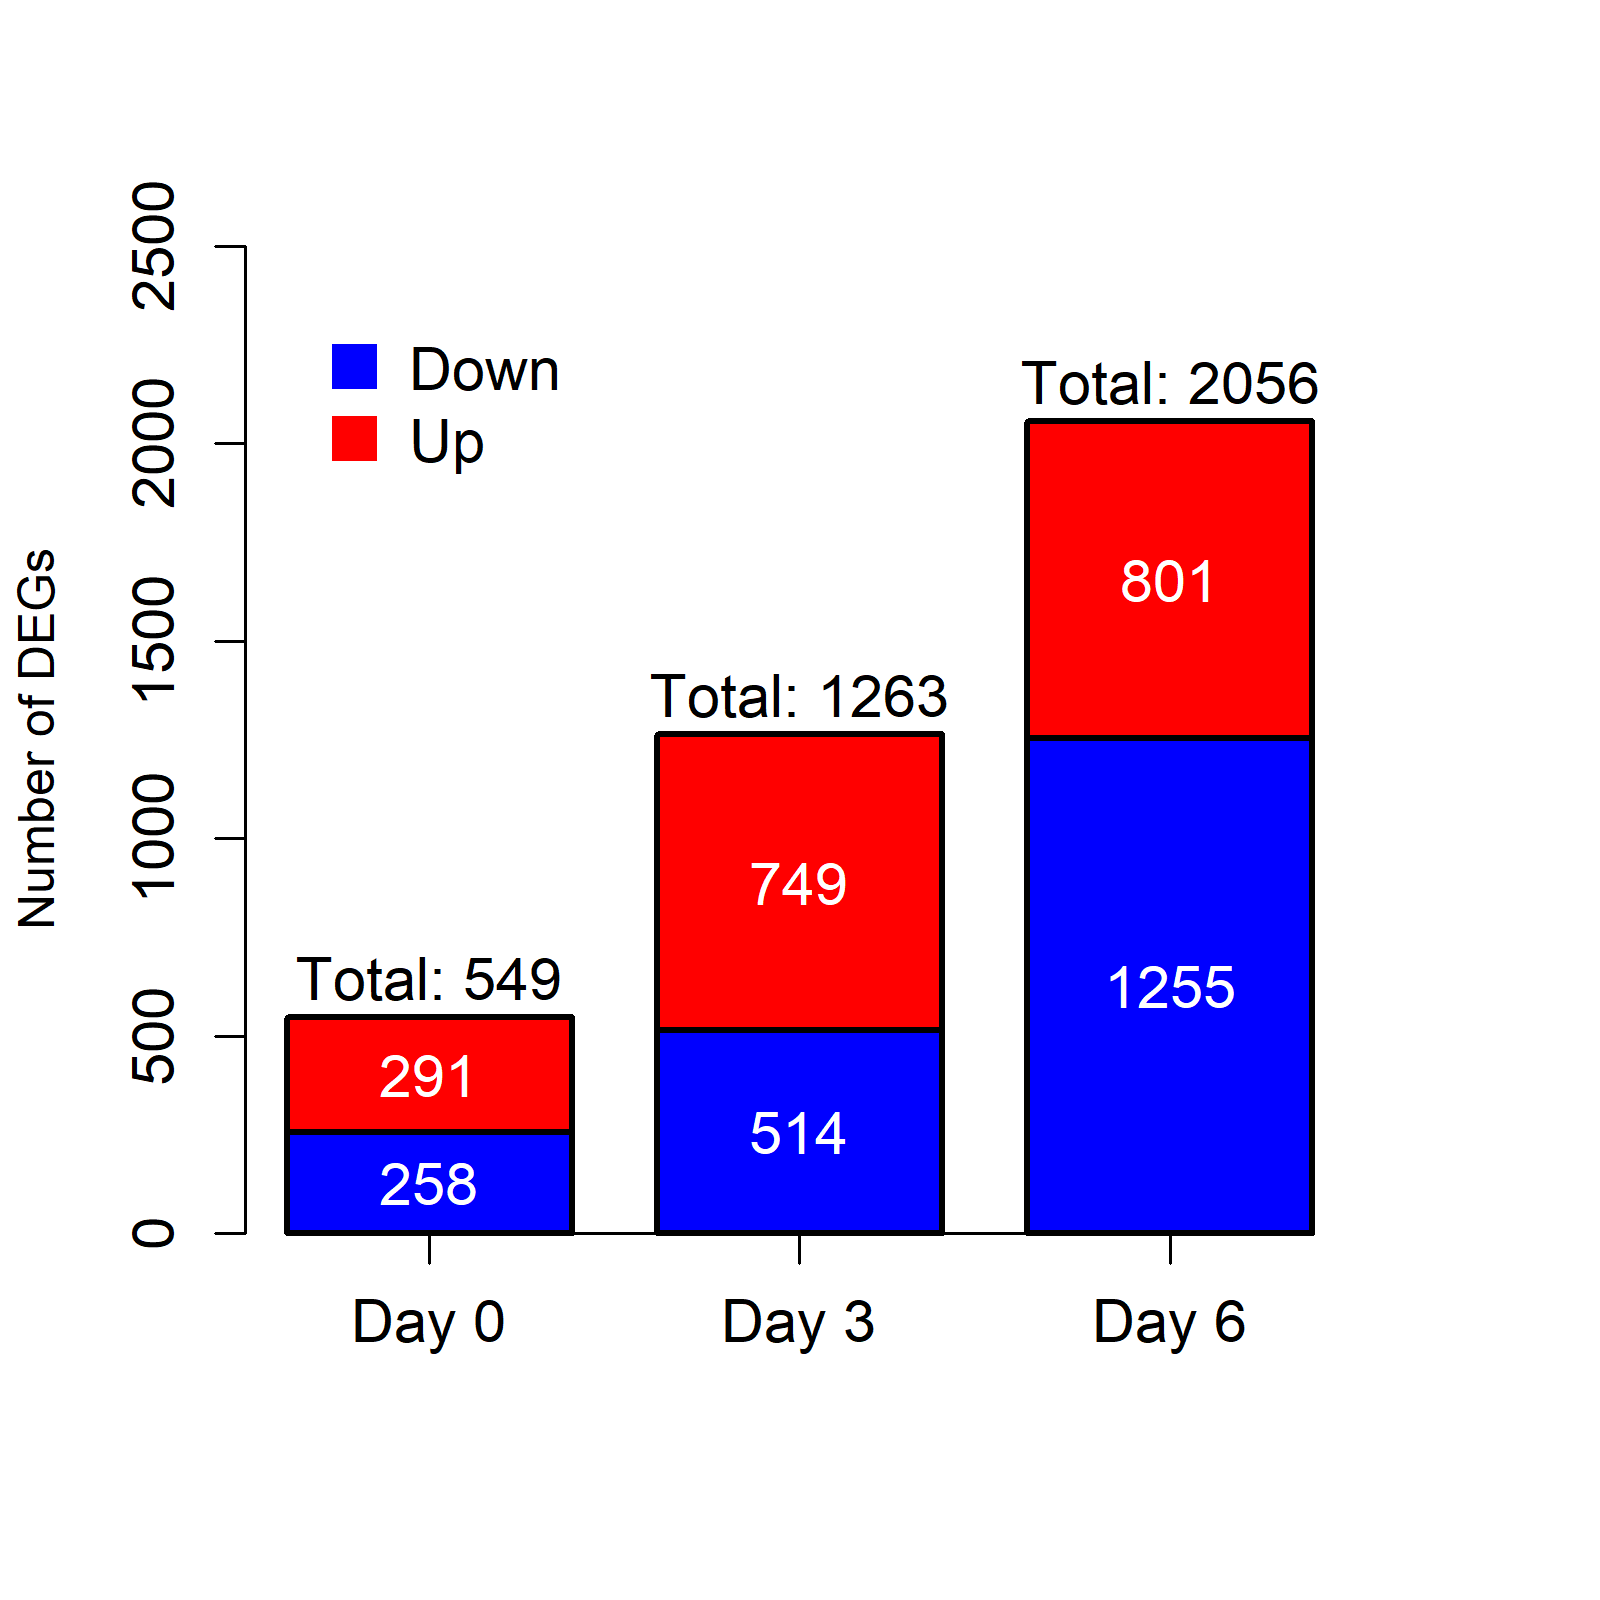 Number of DEGs
2500
2000
1500
1000
500
0
Down
Up
Total: 549
291
258
Total: 1263
749
514
Total: 2056
801
1255
Day 0
Day 3
Day 6